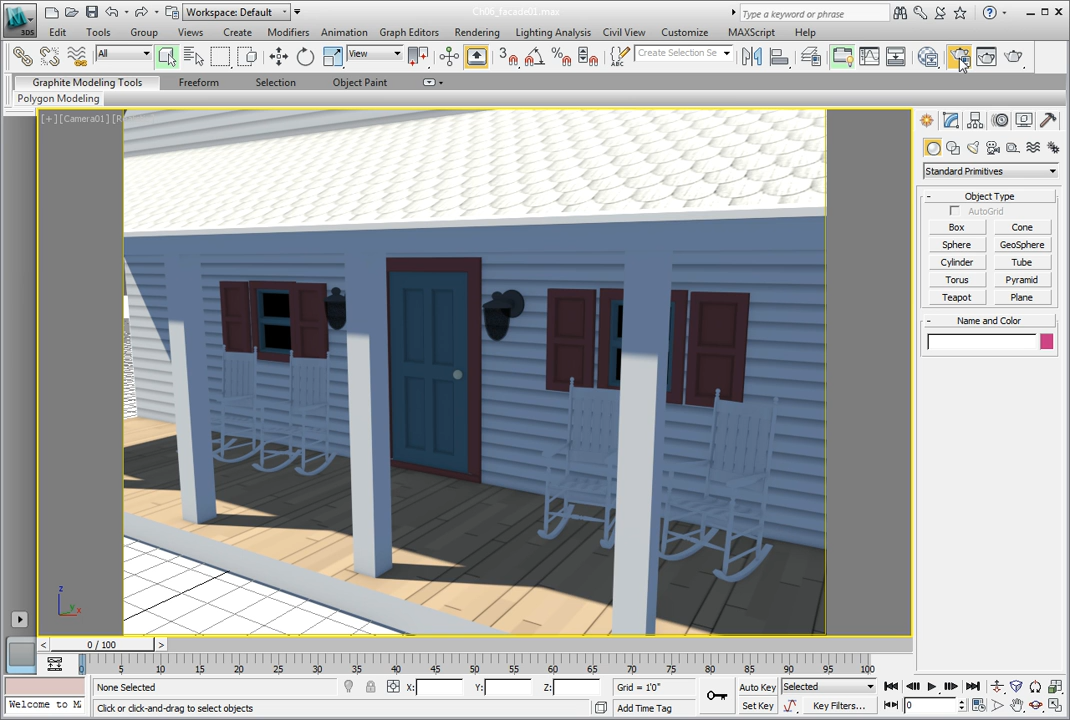 Workspace: Default
Ch06_facade01.max
Type a keyword or phrase
3DS
Edit Tools Group Views Create Modifiers Animation Graph Editors Rendering Lighting Analysis Civil View Customize MAXScript Help
All View 3 Create Selection Se
Graphite Modeling Tools Freeform Selection Object Paint
Polygon Modeling
[+][Camera01]
Standard Primitives
Object Type
AutoGrid
Box Cone
Sphere GeoSphere
Cylinder Tube
Torus Pyramid
Teapot Plane
Name and Color
z
y
x
< 0 / 100 >
0 5 10 15 20 25 30 35 40 45 50 55 60 65 70 75 80 85 90 95 100
None Selected X: Y: Z: Grid = 1'0" Auto Key Selected
Welcome to M Click or click-and-drag to select objects Add Time Tag Set Key Key Filters... 0